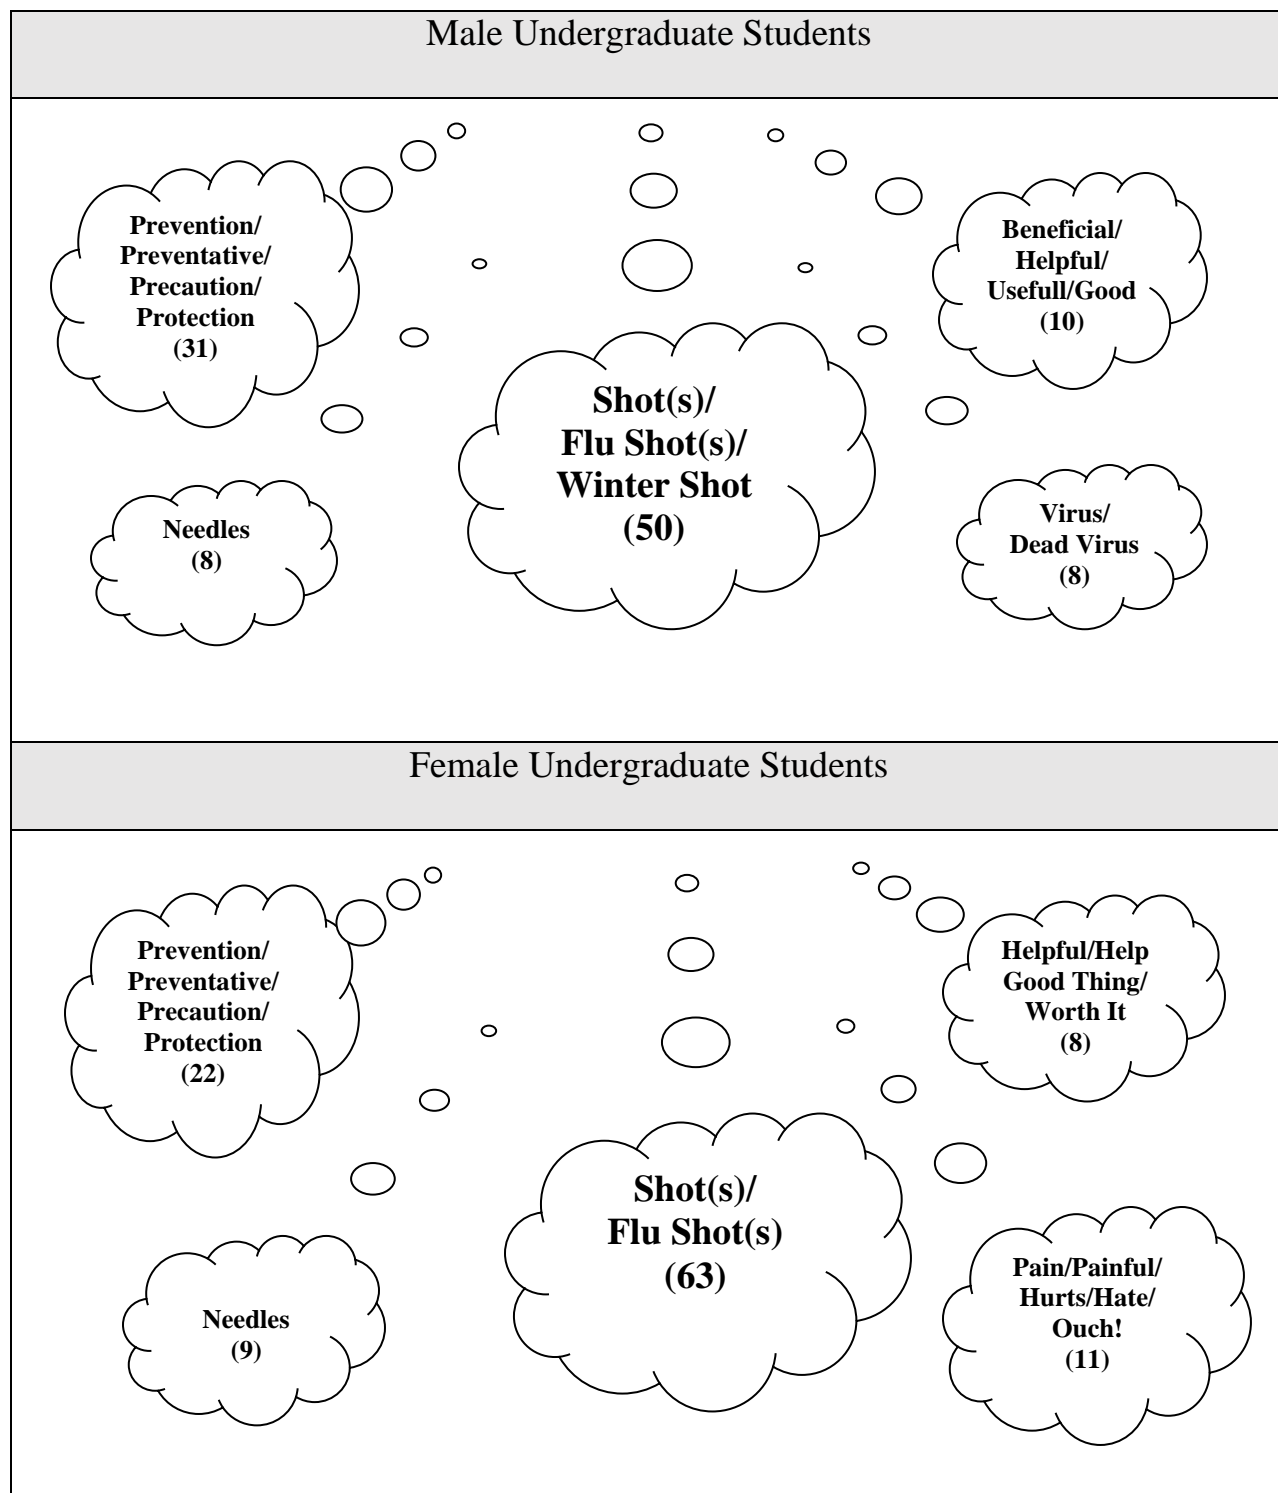 Male Undergraduate Students
Prevention/
Preventative/
Precaution/
Protection
(31)
Beneficial/
Helpful/
Usefull/Good
(10)
Shot(s)/
Flu Shot(s)/
Winter Shot
(50)
Needles
(8)
Virus/
Dead Virus
(8)
Female Undergraduate Students
Prevention/
Preventative/
Precaution/
Protection
(22)
Helpful/Help
Good Thing/
Worth It
(8)
Shot(s)/
Flu Shot(s)
(63)
Needles
(9)
Pain/Painful/
Hurts/Hate/
Ouch!
(11)